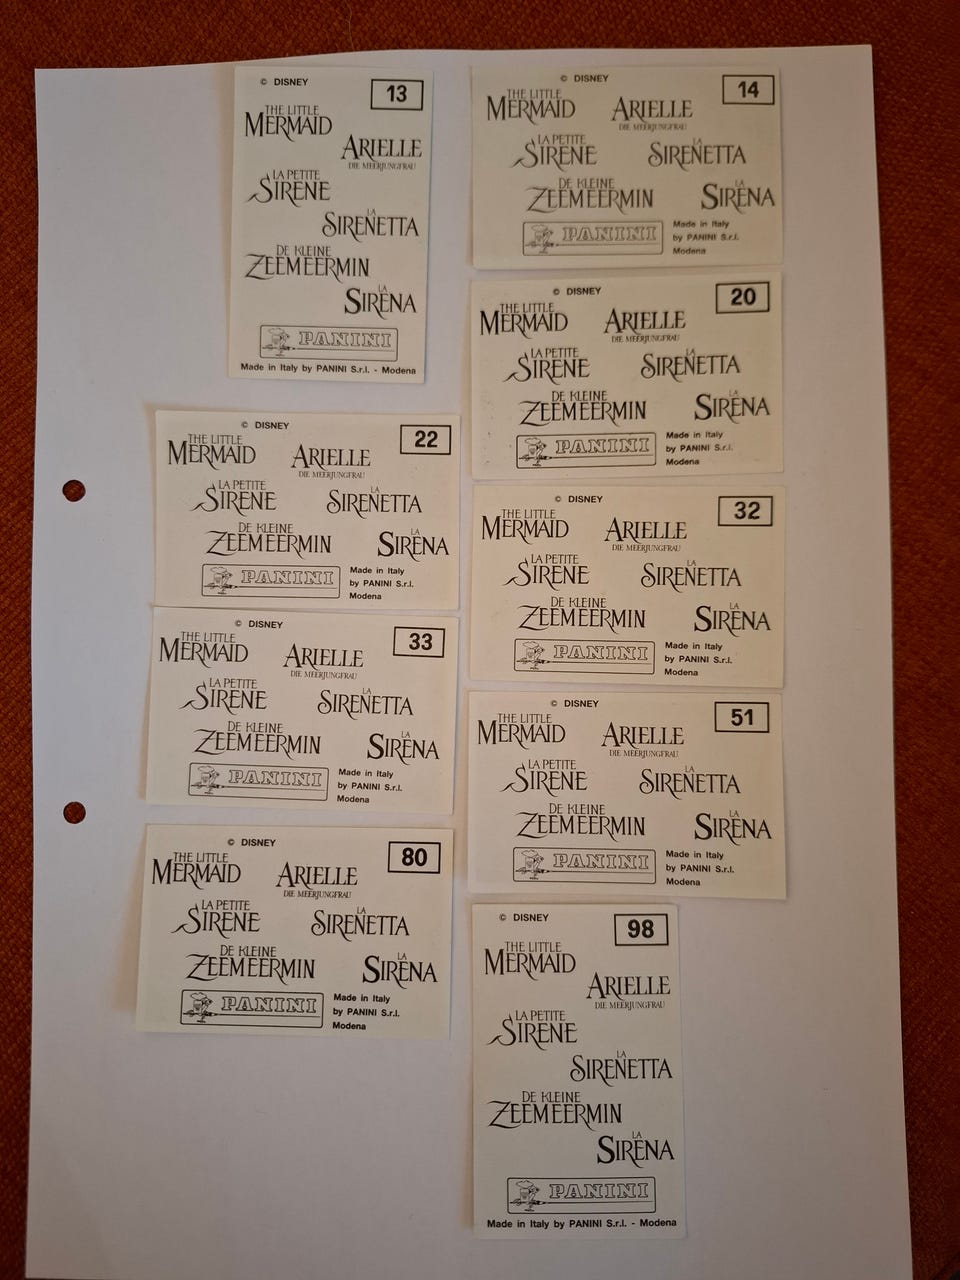 © DISNEY
13
THE LITTLE
MERMAID
ARIELLE
DIE MEERJUNGFRAU
LA PETITE
SIRENE
LA
SIRENETTA
DE KLEINE
ZEEMEERMIN
LA
SIRENA
PANINI
Made in Italy by PANINI S.r.l. - Modena
© DISNEY
14
THE LITTLE
MERMAID
ARIELLE
DIE MEERJUNGFRAU
LA PETITE
SIRENE
LA
SIRENETTA
DE KLEINE
ZEEMEERMIN
LA
SIRENA
PANINI
Made in Italy
by PANINI S.r.l.
Modena
© DISNEY
20
THE LITTLE
MERMAID
ARIELLE
DIE MEERJUNGFRAU
LA PETITE
SIRENE
LA
SIRENETTA
DE KLEINE
ZEEMEERMIN
LA
SIRENA
PANINI
Made in Italy
by PANINI S.r.l.
Modena
© DISNEY
22
THE LITTLE
MERMAID
ARIELLE
DIE MEERJUNGFRAU
LA PETITE
SIRENE
LA
SIRENETTA
DE KLEINE
ZEEMEERMIN
LA
SIRENA
PANINI
Made in Italy
by PANINI S.r.l.
Modena
© DISNEY
32
THE LITTLE
MERMAID
ARIELLE
DIE MEERJUNGFRAU
LA PETITE
SIRENE
LA
SIRENETTA
DE KLEINE
ZEEMEERMIN
LA
SIRENA
PANINI
Made in Italy
by PANINI S.r.l.
Modena
© DISNEY
33
THE LITTLE
MERMAID
ARIELLE
DIE MEERJUNGFRAU
LA PETITE
SIRENE
LA
SIRENETTA
DE KLEINE
ZEEMEERMIN
LA
SIRENA
PANINI
Made in Italy
by PANINI S.r.l.
Modena
© DISNEY
51
THE LITTLE
MERMAID
ARIELLE
DIE MEERJUNGFRAU
LA PETITE
SIRENE
LA
SIRENETTA
DE KLEINE
ZEEMEERMIN
LA
SIRENA
PANINI
Made in Italy
by PANINI S.r.l.
Modena
© DISNEY
80
THE LITTLE
MERMAID
ARIELLE
DIE MEERJUNGFRAU
LA PETITE
SIRENE
LA
SIRENETTA
DE KLEINE
ZEEMEERMIN
LA
SIRENA
PANINI
Made in Italy
by PANINI S.r.l.
Modena
© DISNEY
98
THE LITTLE
MERMAID
ARIELLE
DIE MEERJUNGFRAU
LA PETITE
SIRENE
LA
SIRENETTA
DE KLEINE
ZEEMEERMIN
LA
SIRENA
PANINI
Made in Italy by PANINI S.r.l. - Modena